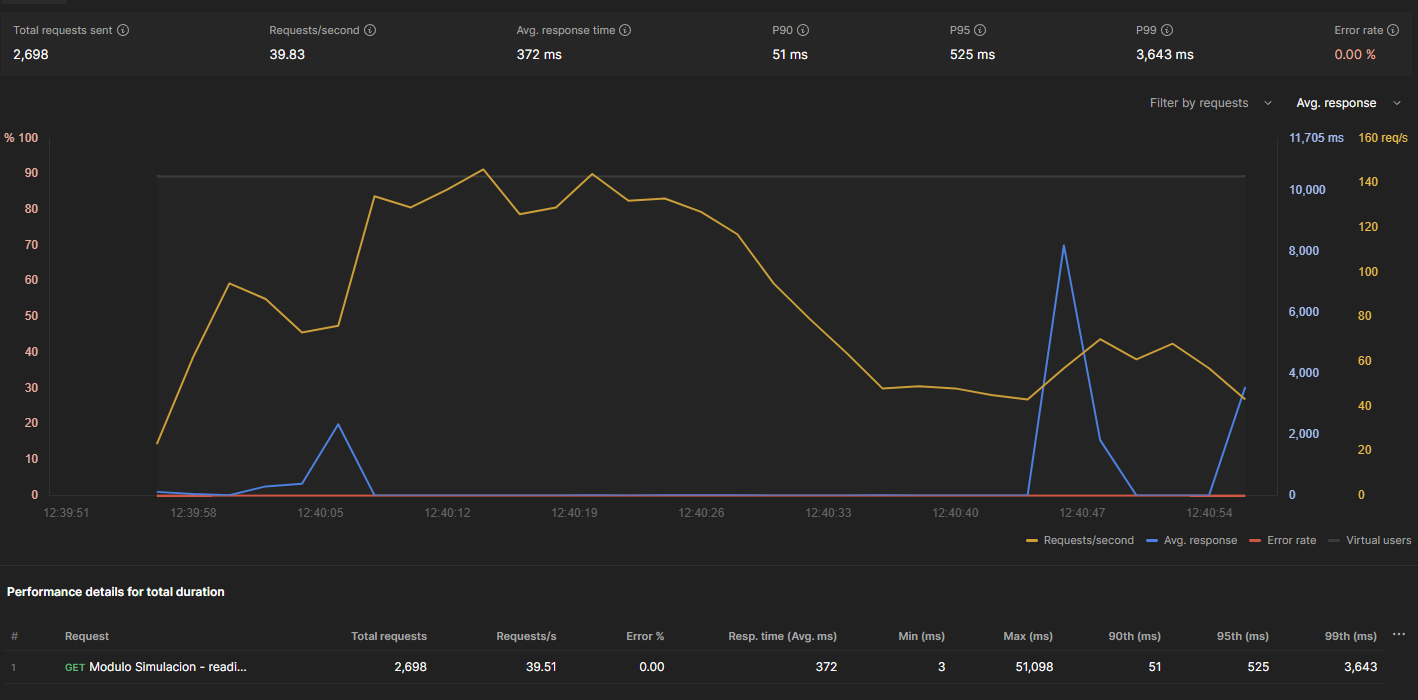 Total requests sent Requests/second Avg. response time P90 P95 P99 Error rate
2,698 39.83 372 ms 51 ms 525 ms 3,643 ms 0.00 %
Filter by requests Avg. response
% 100 11,705 ms 160 req/s
90 10,000 140
80 8,000 120
70 6,000 100
60 4,000 80
50 2,000 60
40 0 40
30 20
20 0
10
0
12:39:51 12:39:58 12:40:05 12:40:12 12:40:19 12:40:26 12:40:33 12:40:40 12:40:47 12:40:54
Requests/second Avg. response Error rate Virtual users
Performance details for total duration
# Request Total requests Requests/s Error % Resp. time (Avg. ms) Min (ms) Max (ms) 90th (ms) 95th (ms) 99th (ms) ...
1 GET Modulo Simulacion - readi... 2,698 39.51 0.00 372 3 51,098 51 525 3,643